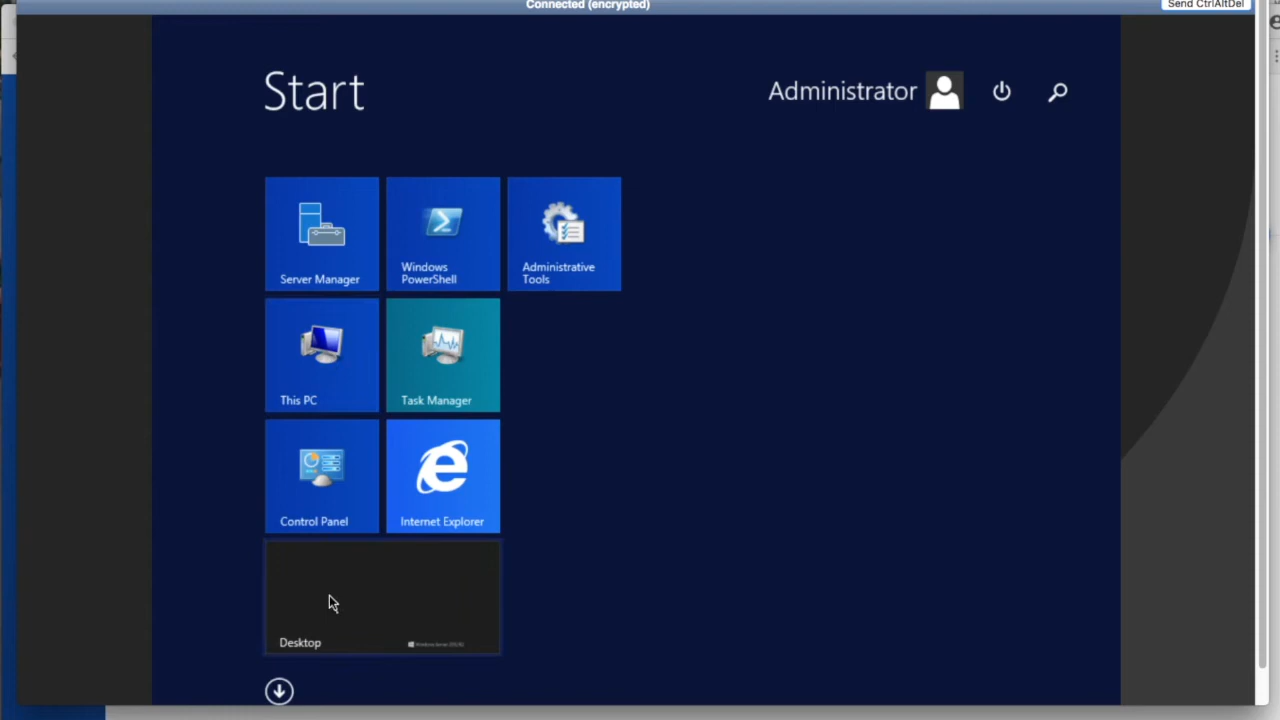 Connected (encrypted)
Send CtrlAltDel
Start
Administrator
Server Manager
Windows
PowerShell
Administrative
Tools
This PC
Task Manager
Control Panel
Internet Explorer
Desktop